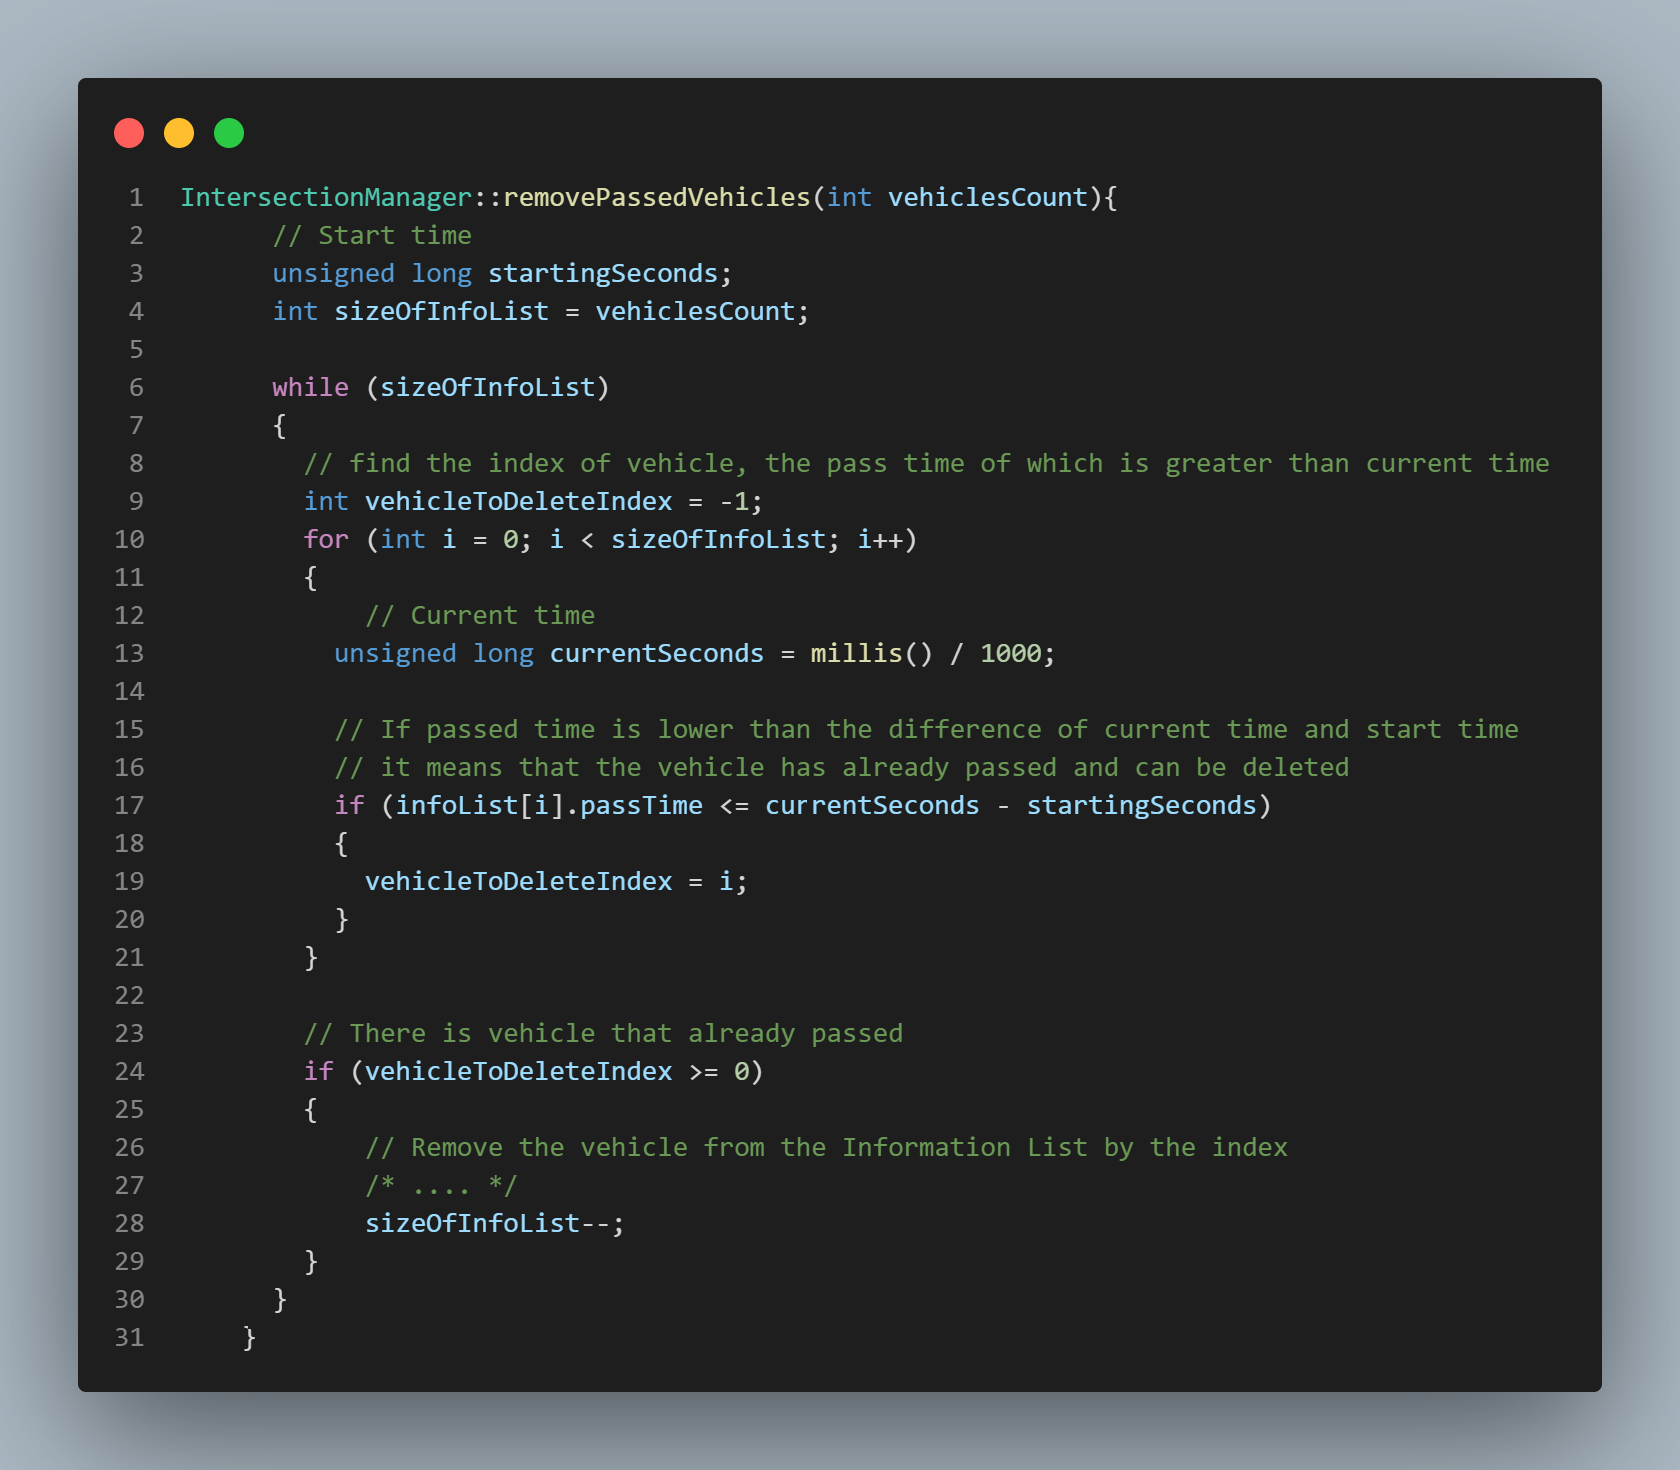 1 IntersectionManager::removePassedVehicles(int vehiclesCount){
2 // Start time
3 unsigned long startingSeconds;
4 int sizeOfInfoList = vehiclesCount;
5
6 while (sizeOfInfoList)
7 {
8 // find the index of vehicle, the pass time of which is greater than current time
9 int vehicleToDeleteIndex = -1;
10 for (int i = 0; i < sizeOfInfoList; i++)
11 {
12 // Current time
13 unsigned long currentSeconds = millis() / 1000;
14
15 // If passed time is lower than the difference of current time and start time
16 // it means that the vehicle has already passed and can be deleted
17 if (infoList[i].passTime <= currentSeconds - startingSeconds)
18 {
19 vehicleToDeleteIndex = i;
20 }
21 }
22
23 // There is vehicle that already passed
24 if (vehicleToDeleteIndex >= 0)
25 {
26 // Remove the vehicle from the Information List by the index
27 /* .... */
28 sizeOfInfoList--;
29 }
30 }
31 }